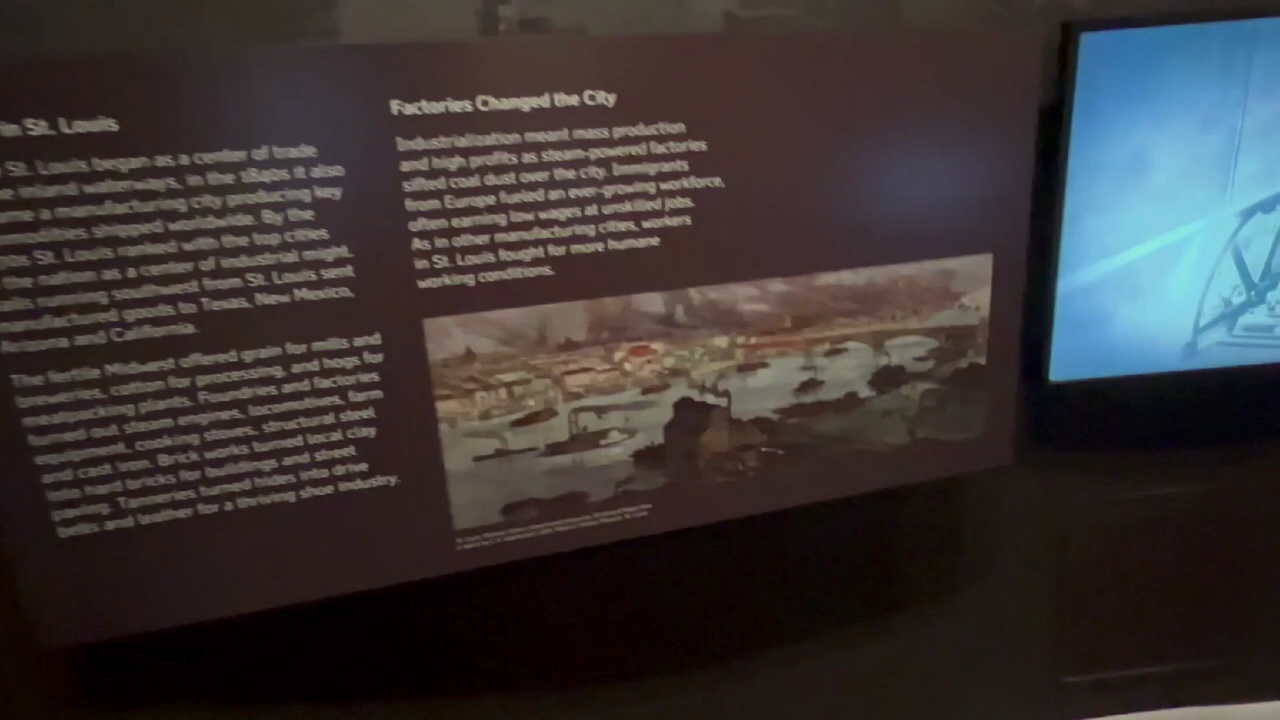 in St. Louis
St. Louis began as a center of trade
inland waterways. In the 1840s it also
a manufacturing city producing key
shipped worldwide. By the
St. Louis ranked with the top cities
the nation as a center of industrial might.
running southwest from St. Louis sent
manufactured goods to Texas, New Mexico,
Arizona and California.
The fertile Midwest offered grain for mills and
breweries, cotton for processing, and hogs for
meatpacking plants. Foundries and factories
turned out steam engines, locomotives, farm
equipment, cooking stoves, structural steel
and cast iron. Brick works turned local clay
into hard bricks for buildings and street
paving. Tanneries turned hides into drive
belts and leather for a thriving shoe industry.
Factories Changed the City
Industrialization meant mass production
and high profits as steam-powered factories
sifted coal dust over the city. Immigrants
from Europe fueled an ever-growing workforce,
often earning low wages at unskilled jobs.
As in other manufacturing cities, workers
in St. Louis fought for more humane
working conditions.